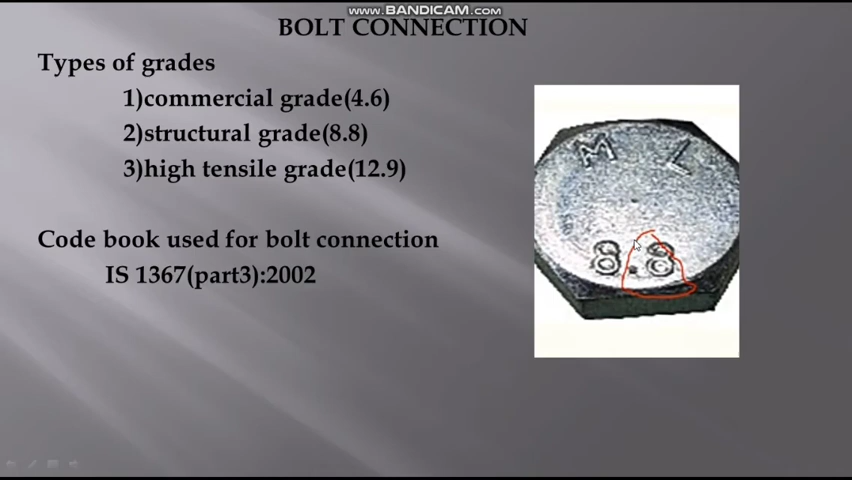 www.BANDICAM.com
BOLT CONNECTION
Types of grades
1)commercial grade(4.6)
2)structural grade(8.8)
3)high tensile grade(12.9)
Code book used for bolt connection
IS 1367(part3):2002
M L
8.8